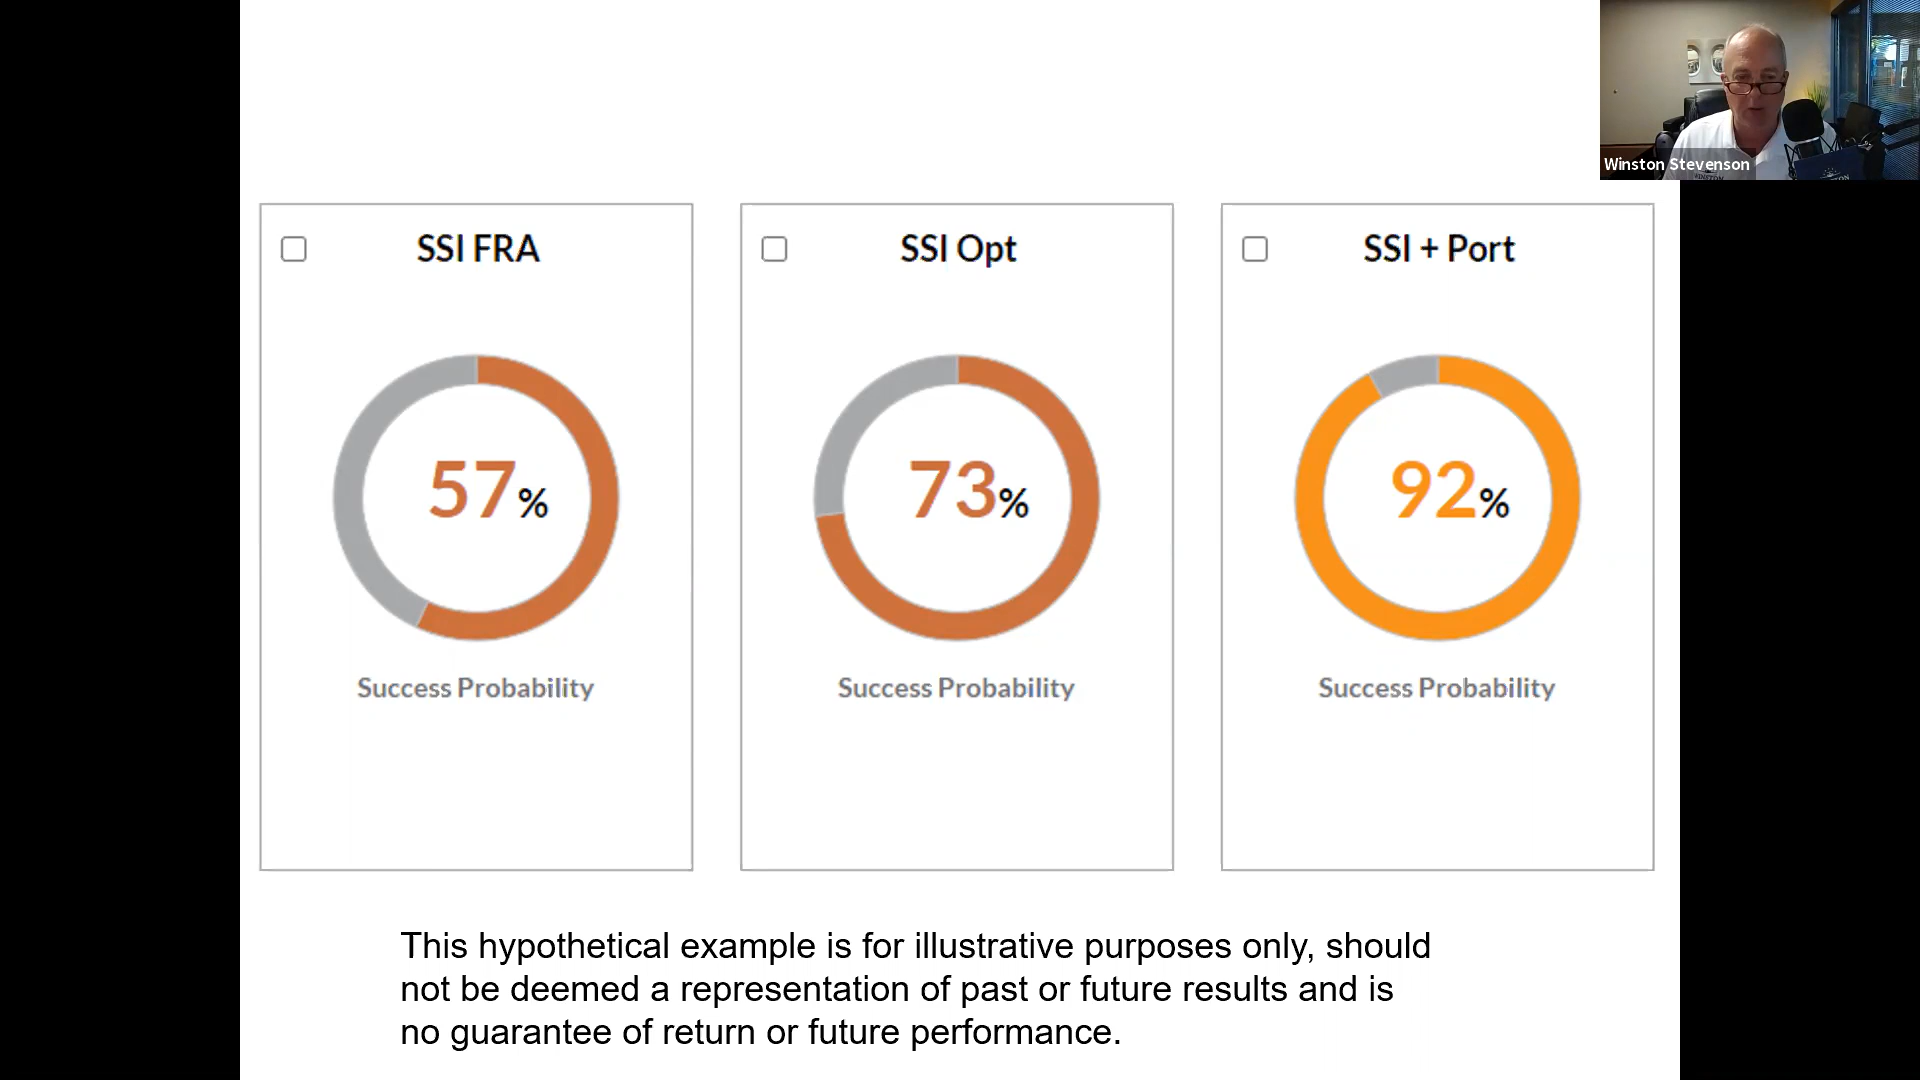 Winston Stevenson
SSI FRA
SSI Opt
SSI + Port
57%
73%
92%
Success Probability
Success Probability
Success Probability
This hypothetical example is for illustrative purposes only, should
not be deemed a representation of past or future results and is
no guarantee of return or future performance.